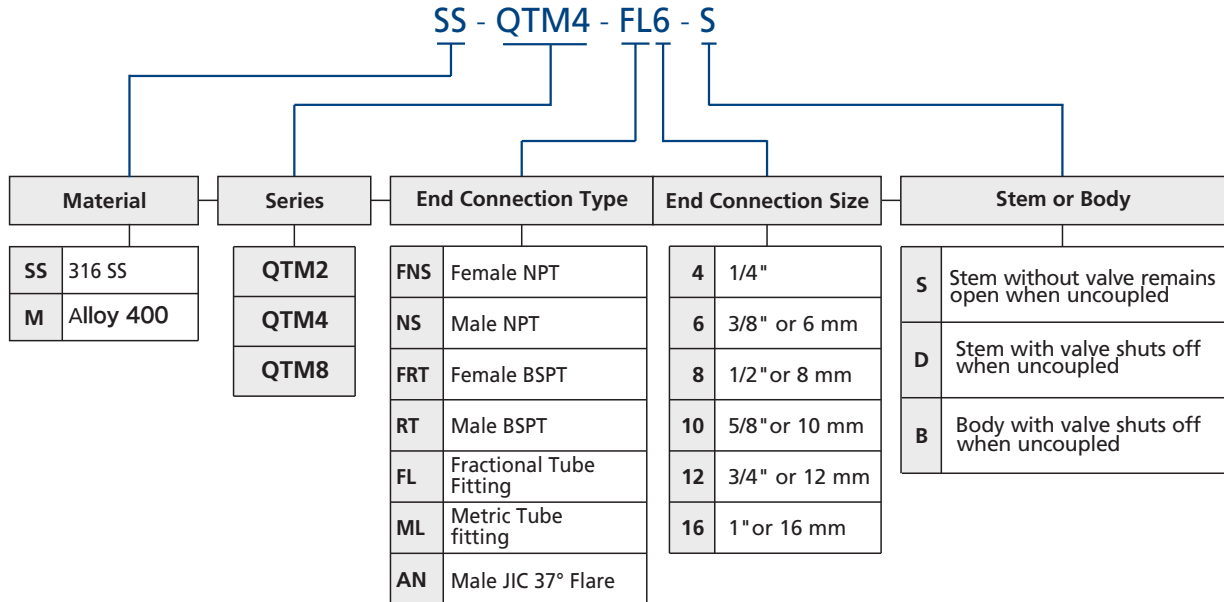 SS - QTM4 - FL6 - S
Material
SS 316 SS
M Alloy 400
Series
QTM2
QTM4
QTM8
End Connection Type
FNS Female NPT
NS Male NPT
FRT Female BSPT
RT Male BSPT
FL Fractional Tube
Fitting
ML Metric Tube
fitting
AN Male JIC 37° Flare
End Connection Size
4 1/4"
6 3/8" or 6 mm
8 1/2"or 8 mm
10 5/8"or 10 mm
12 3/4" or 12 mm
16 1"or 16 mm
Stem or Body
S Stem without valve remains
open when uncoupled
D Stem with valve shuts off
when uncoupled
B Body with valve shuts off
when uncoupled